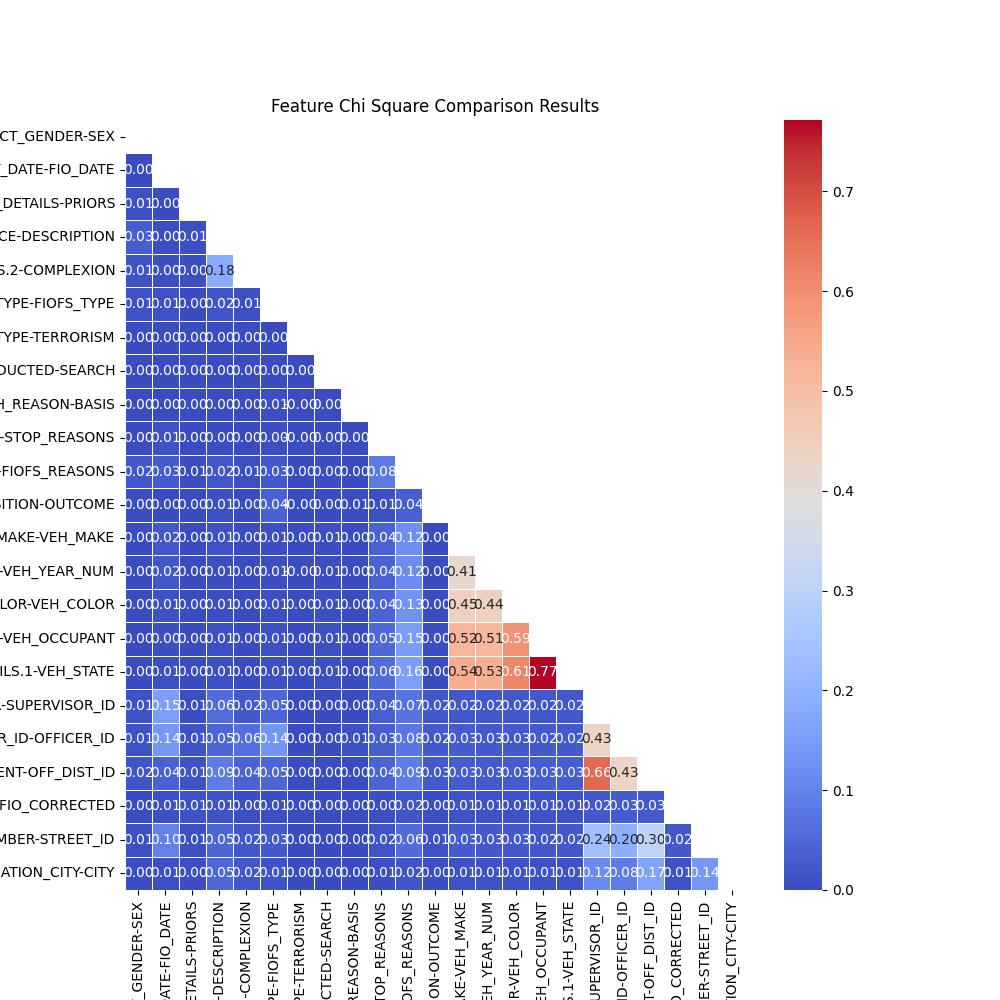 Feature Chi Square Comparison Results
CT_GENDER-SEX
_DATE-FIO_DATE 0.00
_DETAILS-PRIORS 0.01 0.00
CE-DESCRIPTION 0.03 0.00 0.01
S.2-COMPLEXION 0.01 0.00 0.00 0.18
TYPE-FIOFS_TYPE 0.01 0.01 0.00 0.02 0.01
TYPE-TERRORISM 0.00 0.00 0.00 0.00 0.00 0.00
DUCTED-SEARCH 0.00 0.00 0.00 0.00 0.00 0.00 0.00
H_REASON-BASIS 0.00 0.00 0.00 0.00 0.00 0.01 -0.00 0.00
-STOP_REASONS 0.00 0.01 0.00 0.00 0.00 0.00 -0.00 0.00 0.00
-FIOFS_REASONS 0.02 0.03 0.01 0.02 0.01 0.03 0.00 0.00 0.00 0.08
SITION-OUTCOME 0.00 0.00 0.00 0.01 0.00 0.04 -0.00 0.00 0.01 0.01 0.04
MAKE-VEH_MAKE 0.00 0.02 0.00 0.01 0.00 0.01 0.00 0.01 0.00 0.04 0.12 0.00
-VEH_YEAR_NUM 0.00 0.02 0.00 0.01 0.00 0.01 -0.00 0.01 0.00 0.04 0.12 0.00 0.41
LOR-VEH_COLOR 0.00 0.01 0.00 0.01 0.00 0.01 0.00 0.01 0.00 0.04 0.13 0.00 0.45 0.44
-VEH_OCCUPANT 0.00 0.00 0.00 0.01 0.00 0.01 0.00 0.01 0.00 0.05 0.15 0.00 0.52 0.51 0.59
ILS.1-VEH_STATE 0.00 0.01 0.00 0.01 0.00 0.01 0.00 0.01 0.00 0.06 0.16 0.00 0.54 0.53 0.61 0.77
-SUPERVISOR_ID 0.01 0.15 0.01 0.06 0.02 0.05 0.00 0.00 0.00 0.04 0.07 0.02 0.02 0.02 0.02 0.02 0.02
R_ID-OFFICER_ID 0.01 0.14 0.01 0.05 0.06 0.14 0.00 0.00 0.01 0.03 0.08 0.02 0.03 0.03 0.03 0.02 0.02 0.43
ENT-OFF_DIST_ID 0.02 0.04 0.01 0.09 0.04 0.05 0.00 0.00 0.00 0.04 0.09 0.03 0.03 0.03 0.03 0.03 0.03 0.66 0.43
FIO_CORRECTED 0.00 0.01 0.01 0.01 0.00 0.01 0.00 0.00 0.00 0.00 0.02 0.00 0.01 0.01 0.01 0.01 0.01 0.02 0.03 0.03
MBER-STREET_ID 0.01 0.10 0.01 0.05 0.02 0.03 0.00 0.00 0.00 0.02 0.06 0.01 0.03 0.03 0.03 0.02 0.02 0.24 0.20 0.30 0.02
ATION_CITY-CITY 0.00 0.01 0.00 0.05 0.02 0.02 0.00 0.00 0.00 0.01 0.02 0.00 0.01 0.01 0.01 0.01 0.01 0.12 0.08 0.17 0.01 0.14
_GENDER-SEX
ATE-FIO_DATE
ETAILS-PRIORS
-DESCRIPTION
-COMPLEXION
PE-FIOFS_TYPE
PE-TERRORISM
CTED-SEARCH
REASON-BASIS
TOP_REASONS
OFS_REASONS
ON-OUTCOME
AKE-VEH_MAKE
EH_YEAR_NUM
R-VEH_COLOR
EH_OCCUPANT
S.1-VEH_STATE
UPERVISOR_ID
ID-OFFICER_ID
T-OFF_DIST_ID
O_CORRECTED
ER-STREET_ID
ION_CITY-CITY
0.7
0.6
0.5
0.4
0.3
0.2
0.1
0.0